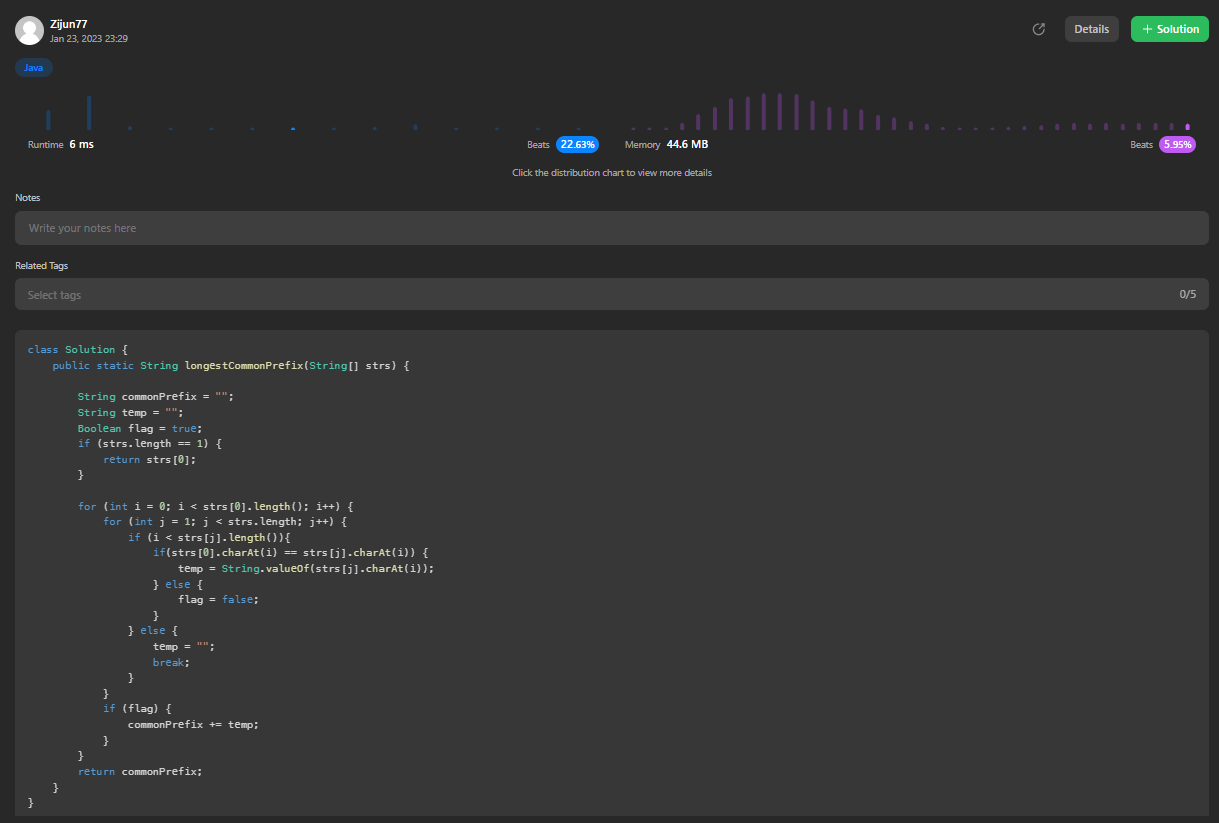 Zijun77
Jan 23, 2023 23:29
Details
+ Solution
Java
Runtime 6 ms
Beats 22.63%
Memory 44.6 MB
Beats 5.95%
Click the distribution chart to view more details
Notes
Write your notes here
Related Tags
Select tags
0/5
class Solution {
    public static String longestCommonPrefix(String[] strs) {

        String commonPrefix = "";
        String temp = "";
        Boolean flag = true;
        if (strs.length == 1) {
            return strs[0];
        }

        for (int i = 0; i < strs[0].length(); i++) {
            for (int j = 1; j < strs.length; j++) {
                if (i < strs[j].length()){
                    if(strs[0].charAt(i) == strs[j].charAt(i)) {
                        temp = String.valueOf(strs[j].charAt(i));
                    } else {
                        flag = false;
                    }
                } else {
                    temp = "";
                    break;
                }
            }
            if (flag) {
                commonPrefix += temp;
            }
        }
        return commonPrefix;
    }
}